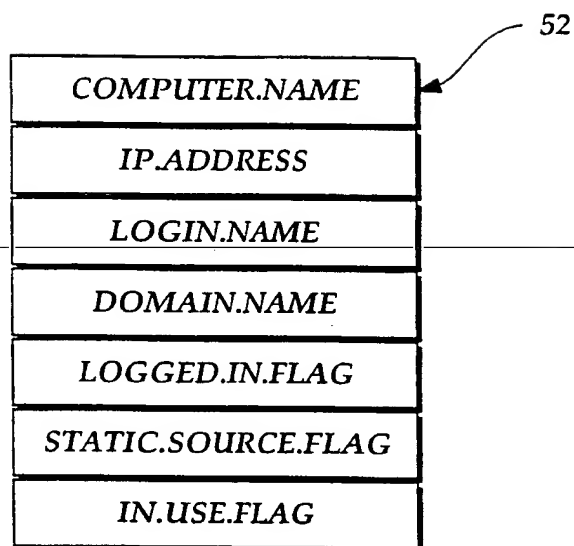 52
COMPUTER.NAME
IP.ADDRESS
LOGIN.NAME
DOMAIN.NAME
LOGGED.IN.FLAG
STATIC.SOURCE.FLAG
IN.USE.FLAG